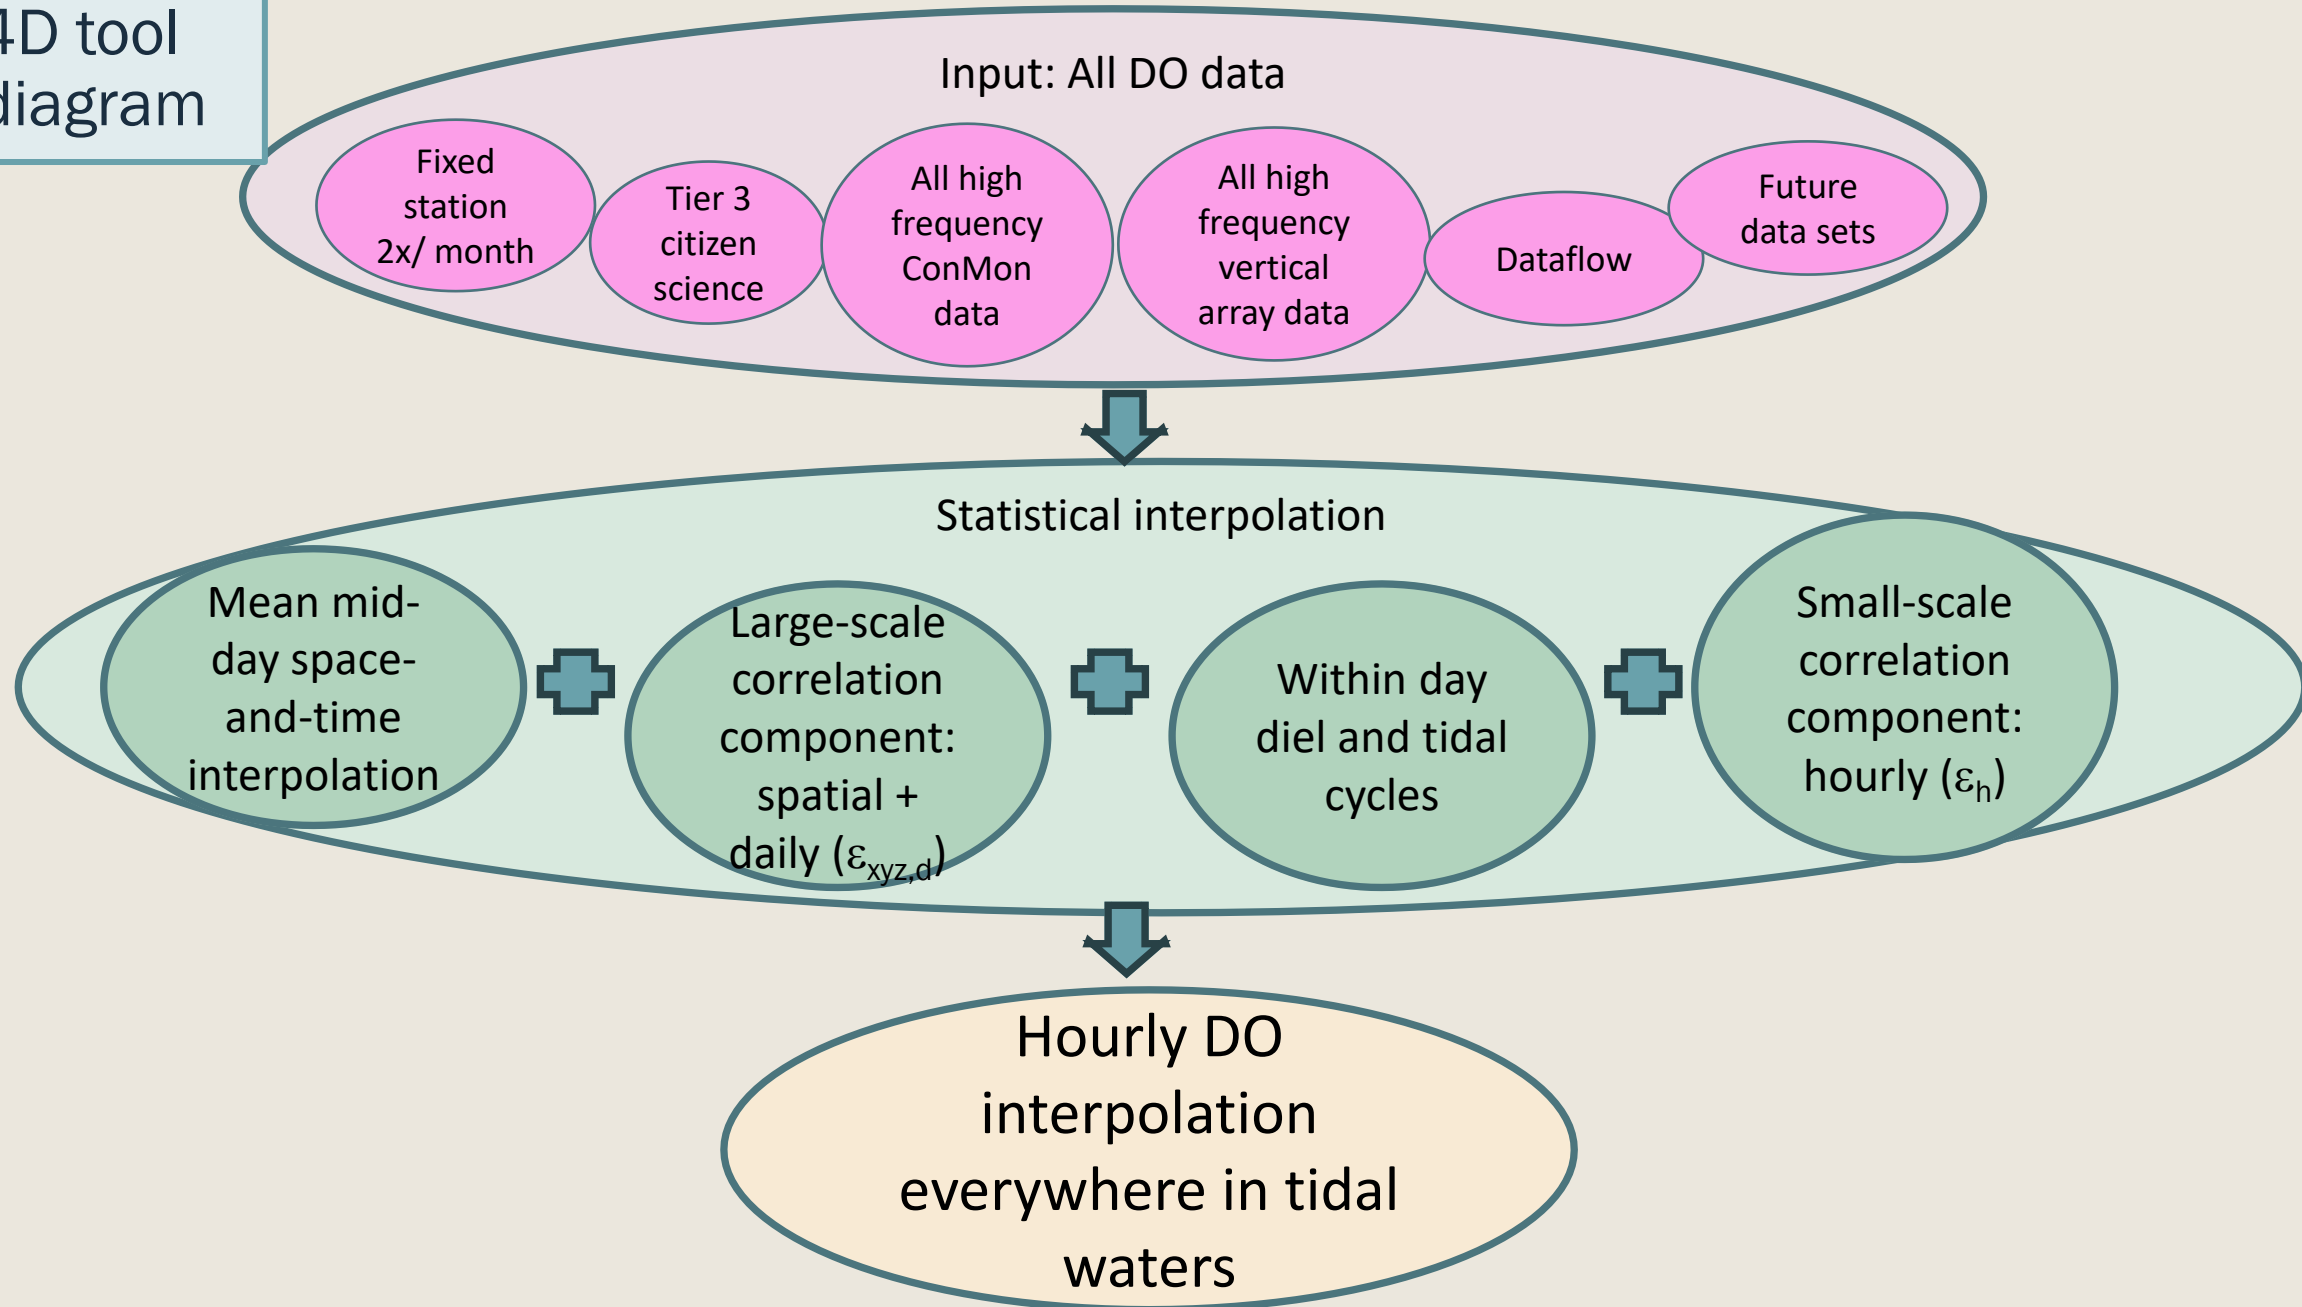 4D tool
diagram
Input: All DO data
Fixed
station
2x/ month
Tier 3
citizen
science
All high
frequency
ConMon
data
All high
frequency
vertical
array data
Dataflow
Future
data sets
Statistical interpolation
Mean mid-
day space-
and-time
interpolation
Large-scale
correlation
component:
spatial +
daily (εxyz,d)
Within day
diel and tidal
cycles
Small-scale
correlation
component:
hourly (εh)
Hourly DO
interpolation
everywhere in tidal
waters